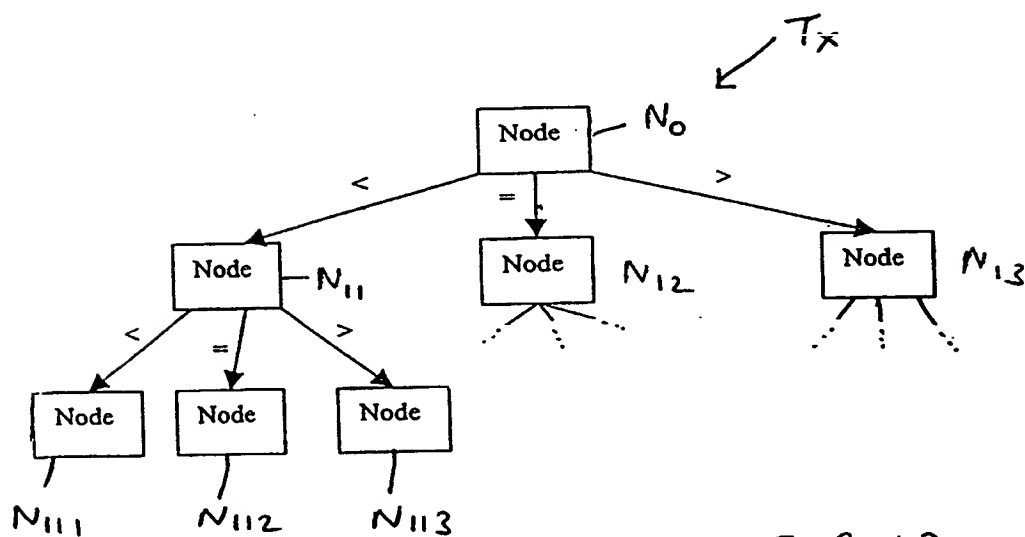 Tx
Node N0
< = >
Node N11
Node N12
Node N13
< = >
Node Node Node
N111 N112 N113